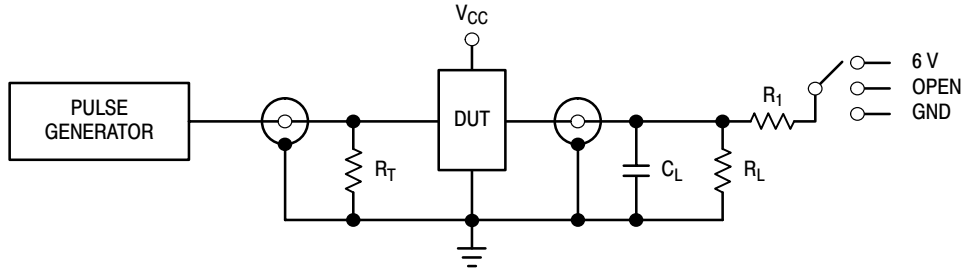 V_CC
PULSE
GENERATOR
DUT
R_T
C_L
R_L
R_1
6 V
OPEN
GND